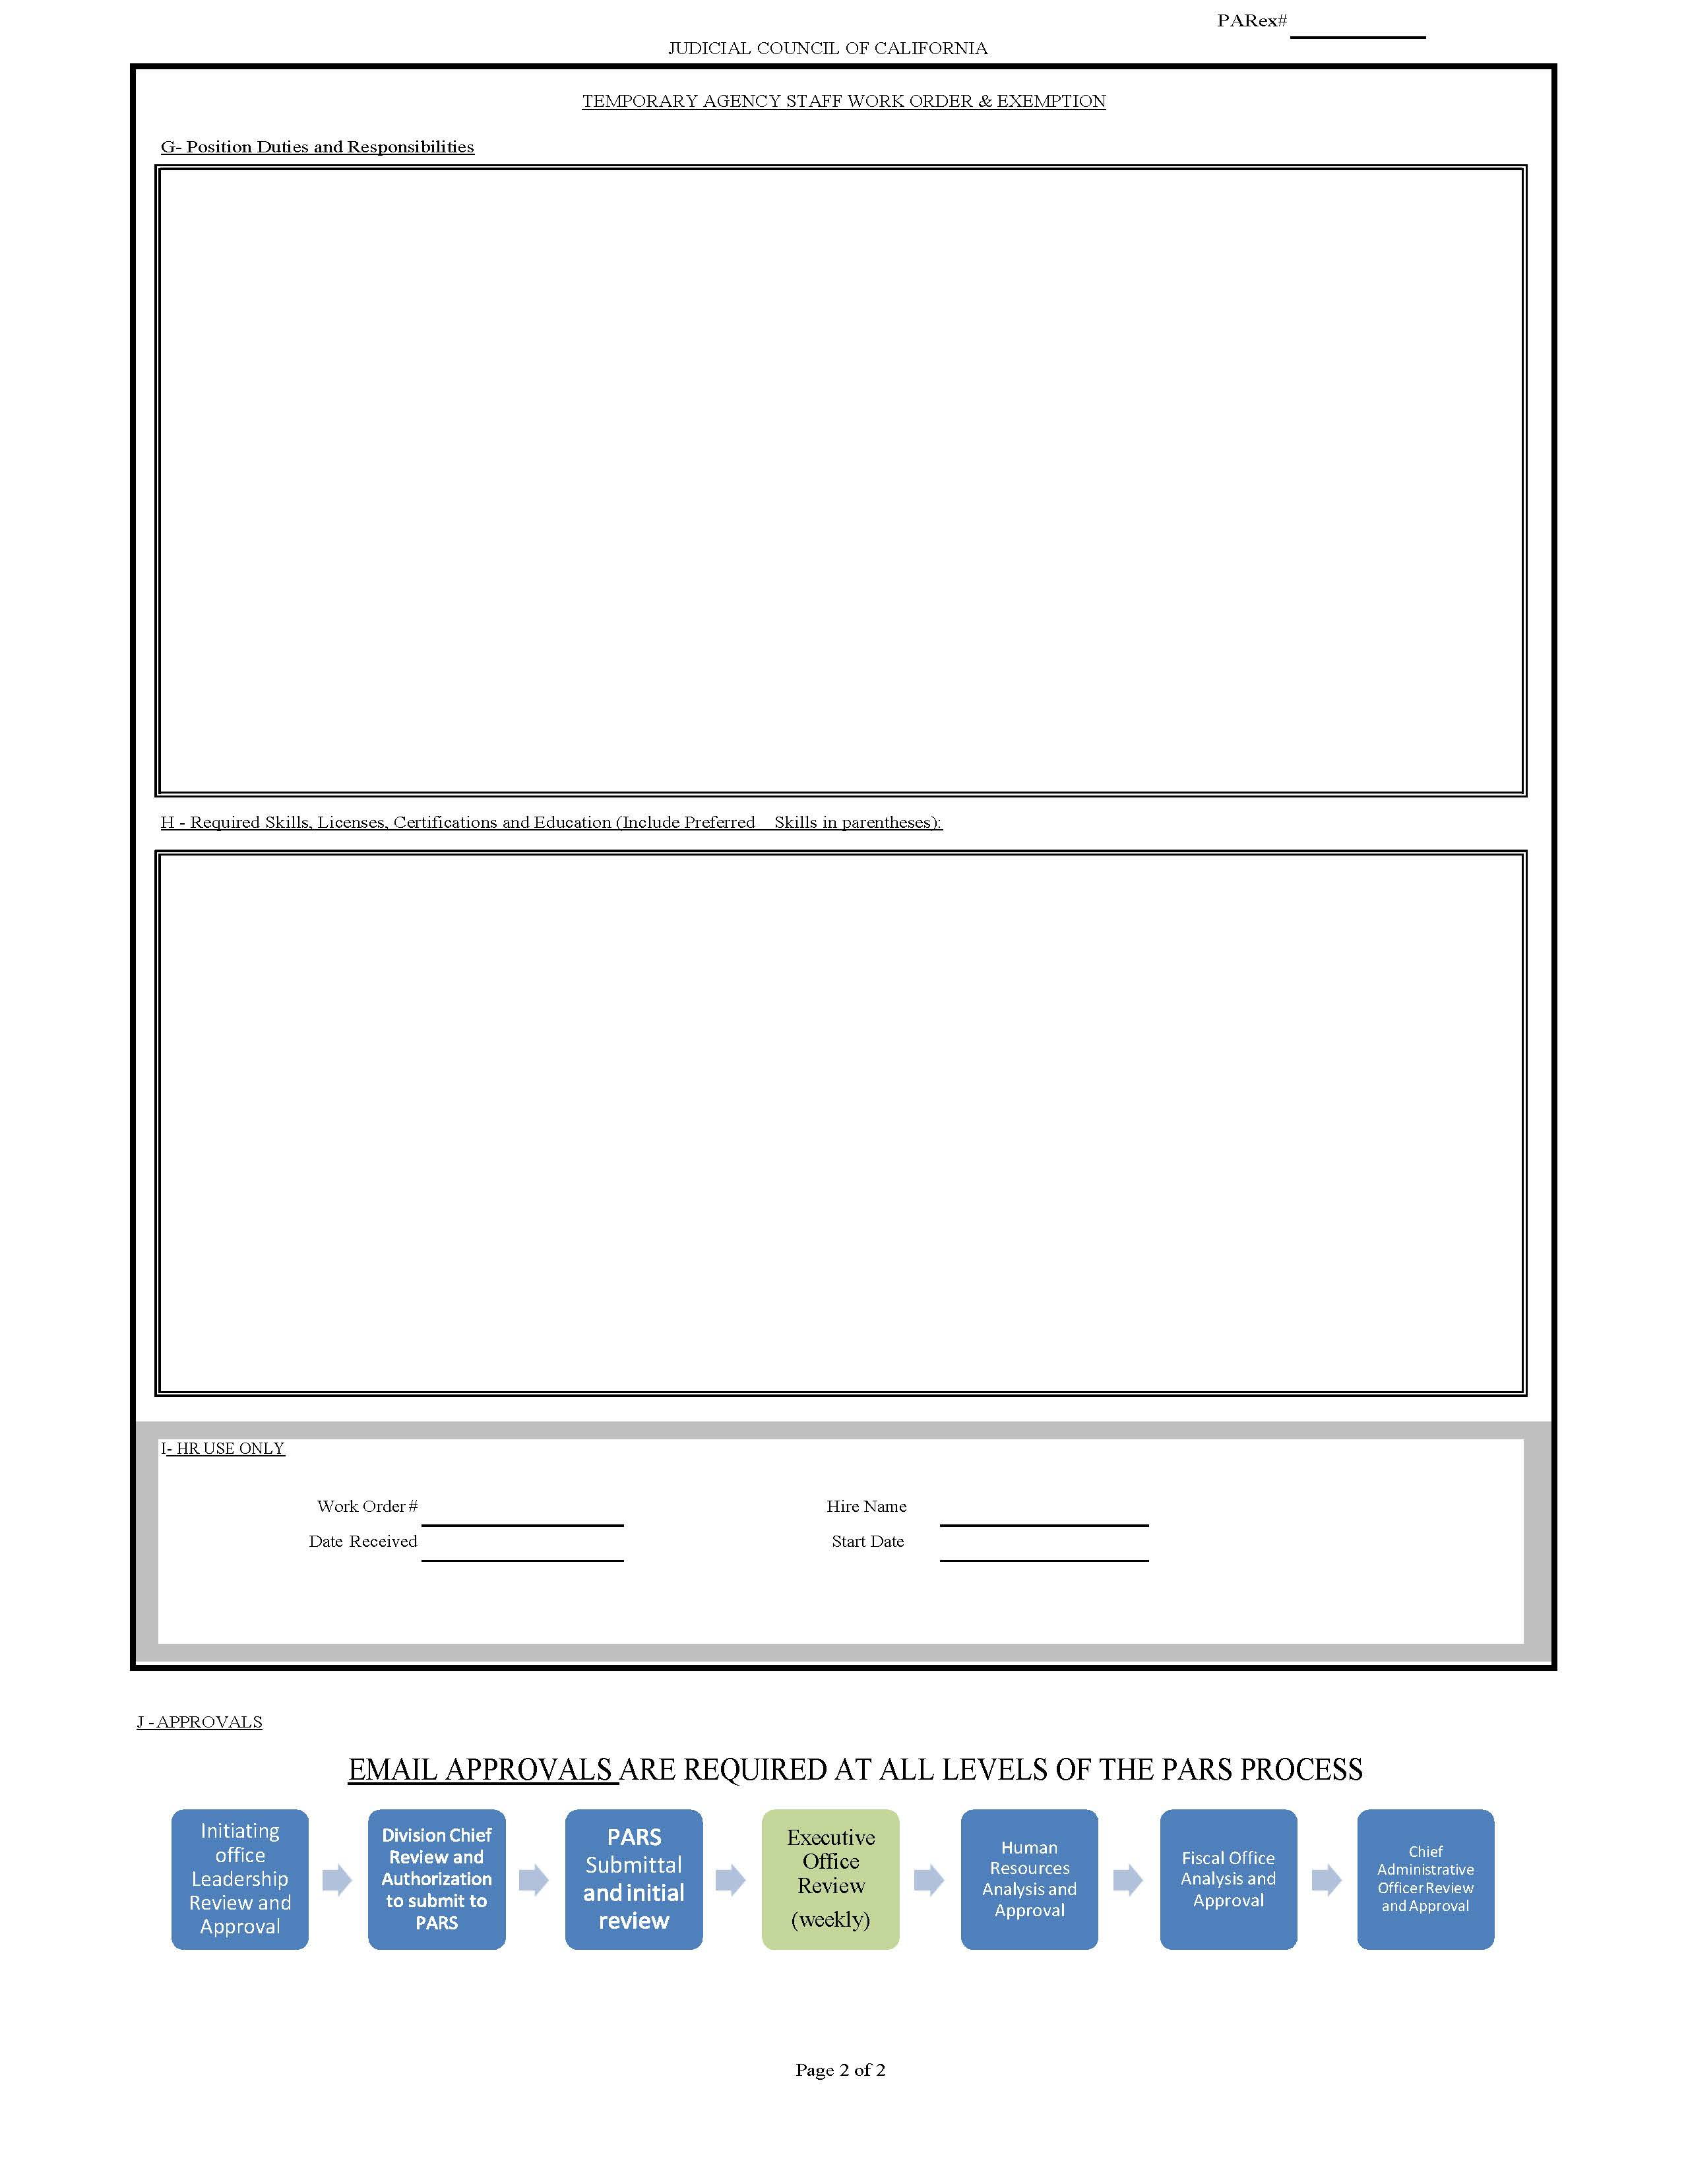 PARex#
JUDICIAL COUNCIL OF CALIFORNIA
TEMPORARY AGENCY STAFF WORK ORDER & EXEMPTION
G- Position Duties and Responsibilities
H - Required Skills, Licenses, Certifications and Education (Include Preferred Skills in parentheses):
I- HR USE ONLY
Work Order #
Hire Name
Date Received
Start Date
J - APPROVALS
EMAIL APPROVALS ARE REQUIRED AT ALL LEVELS OF THE PARS PROCESS
Initiating
office
Leadership
Review and
Approval
Division Chief
Review and
Authorization
to submit to
PARS
PARS
Submittal
and initial
review
Executive
Office
Review
(weekly)
Human
Resources
Analysis and
Approval
Fiscal Office
Analysis and
Approval
Chief
Administrative
Officer Review
and Approval
Page 2 of 2